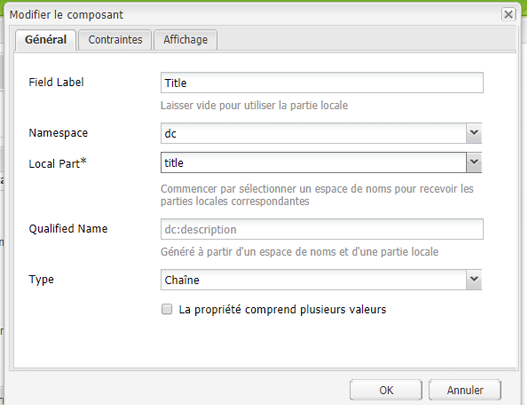 Modifier le composant
Général Contraintes Affichage
Field Label Title
Laisser vide pour utiliser la partie locale
Namespace dc
Local Part* title
Commencer par sélectionner un espace de noms pour recevoir les
parties locales correspondantes
Qualified Name dc:description
Généré à partir d'un espace de noms et d'une partie locale
Type Chaîne
La propriété comprend plusieurs valeurs
OK Annuler